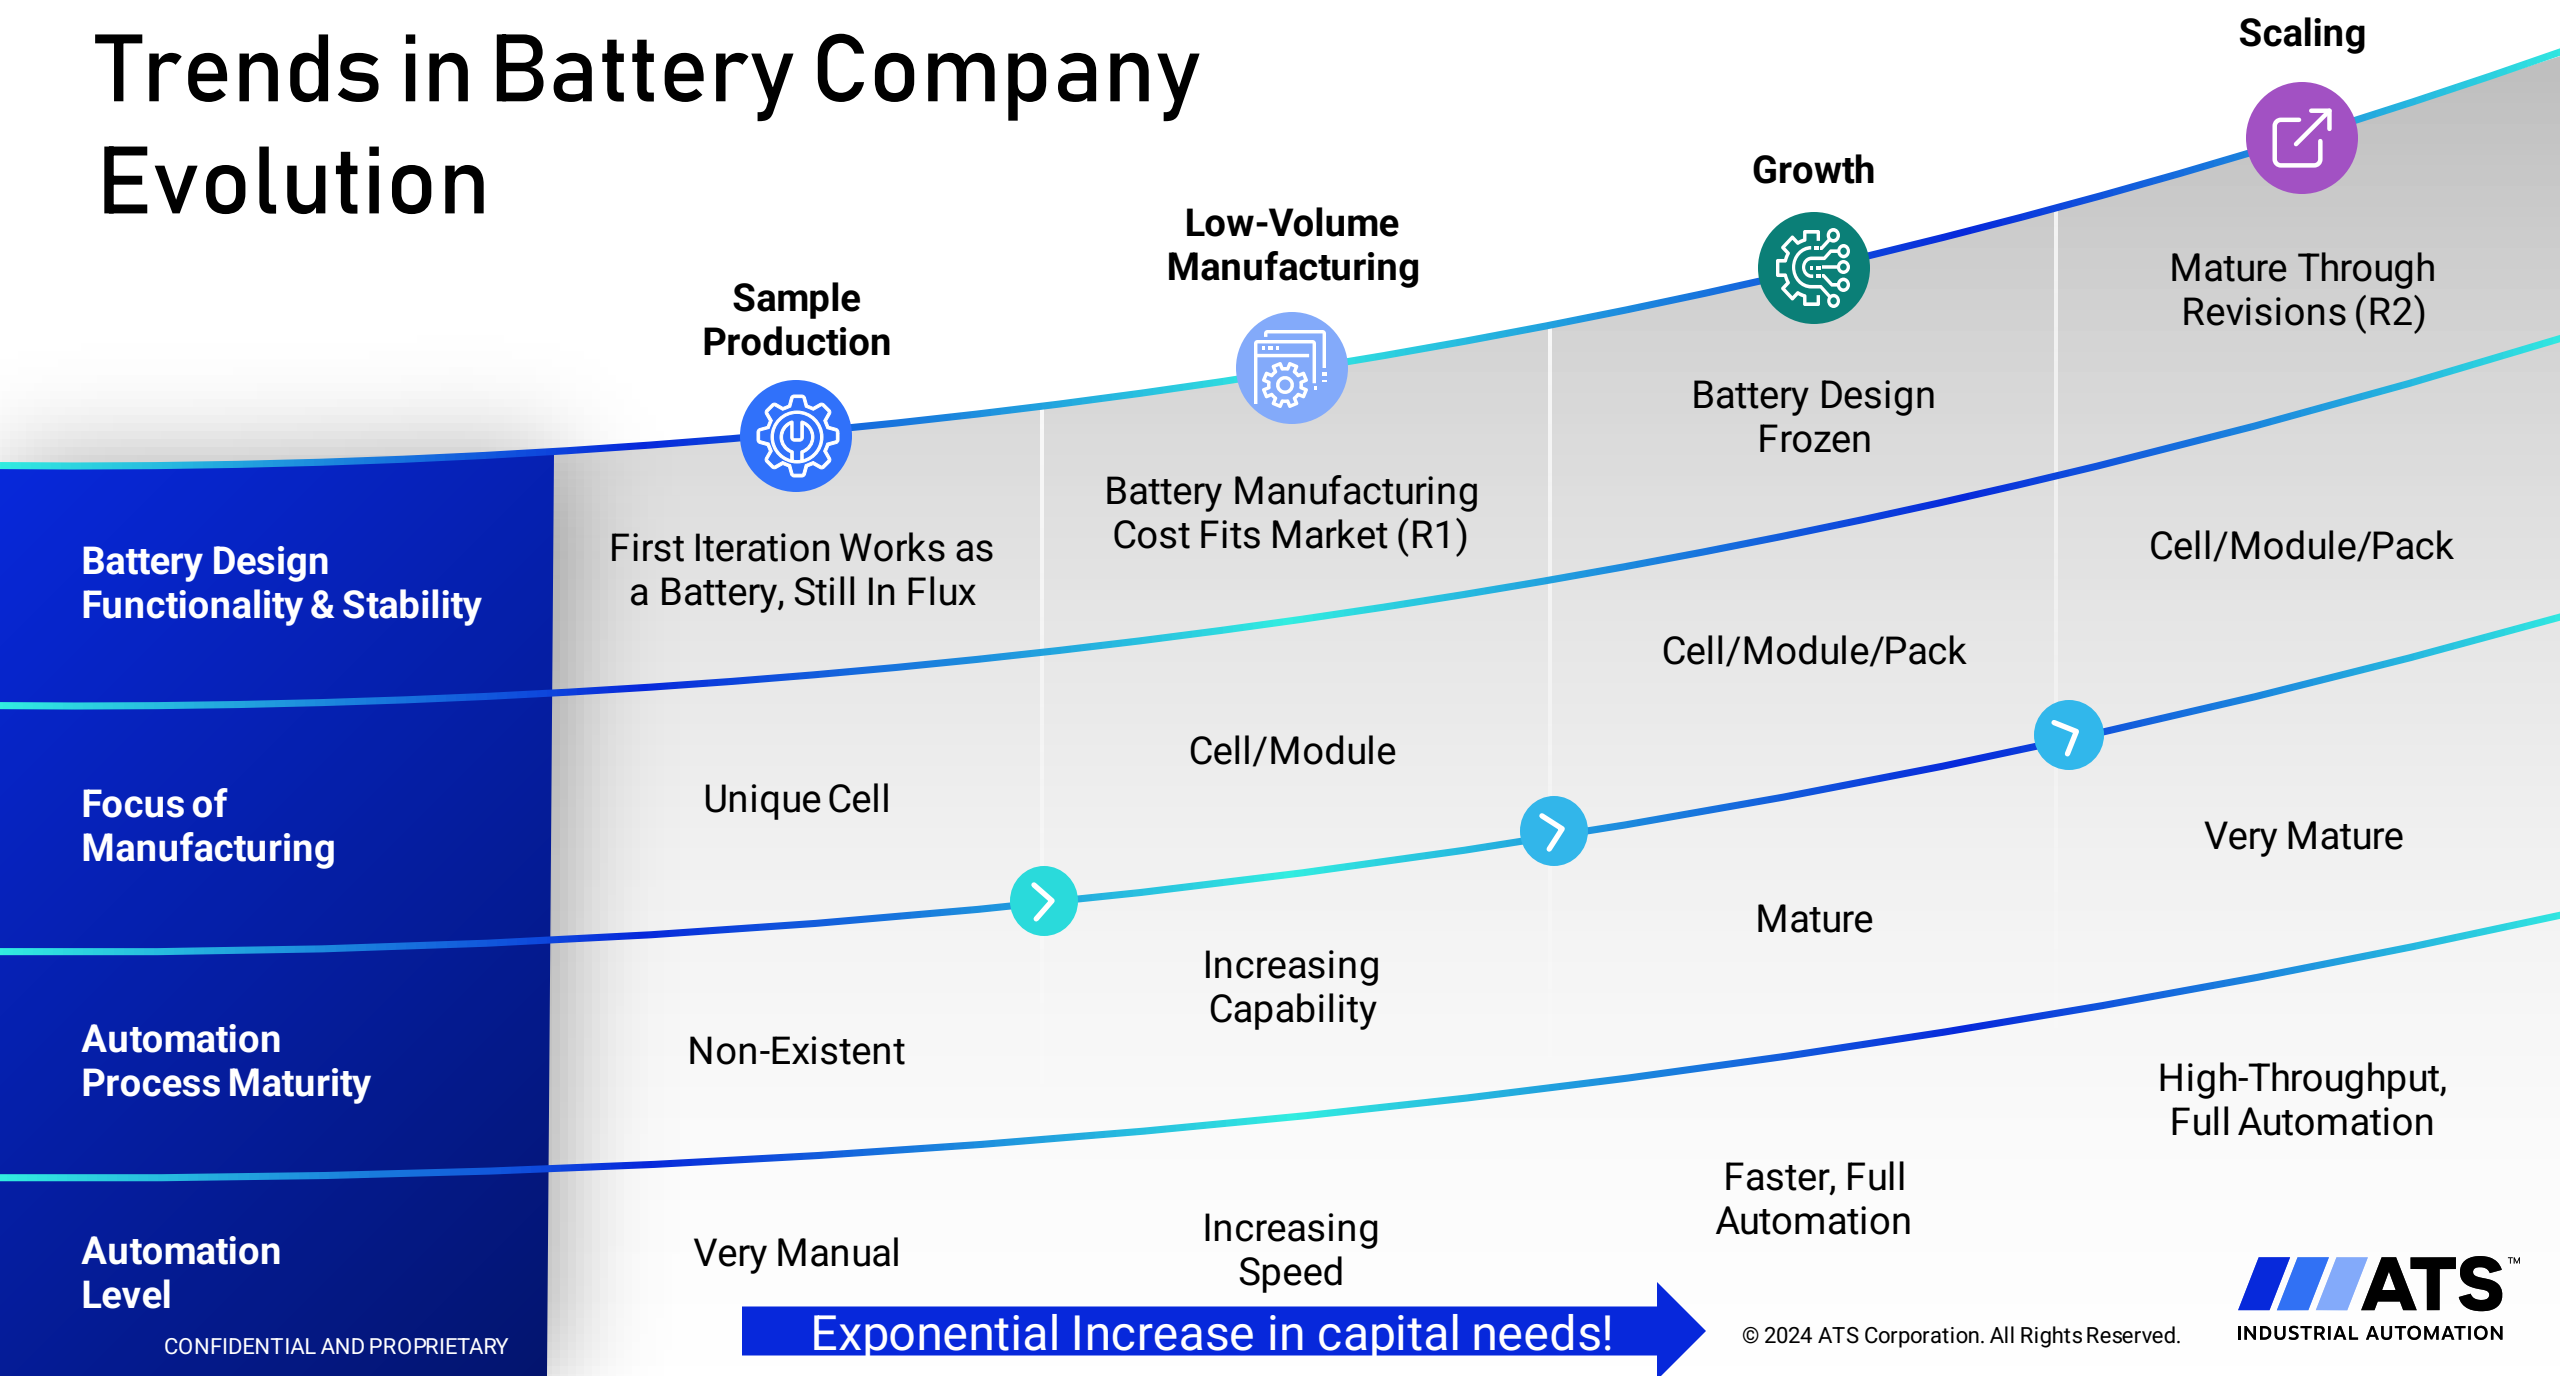 Trends in Battery Company
Evolution
Sample
Production
Low-Volume
Manufacturing
Growth
Scaling
Battery Design
Functionality & Stability
First Iteration Works as
a Battery, Still In Flux
Battery Manufacturing
Cost Fits Market (R1)
Battery Design
Frozen
Mature Through
Revisions (R2)
Focus of
Manufacturing
Unique Cell
Cell/Module
Cell/Module/Pack
Cell/Module/Pack
Automation
Process Maturity
Non-Existent
Increasing
Capability
Mature
Very Mature
Automation
Level
Very Manual
Increasing
Speed
Faster, Full
Automation
High-Throughput,
Full Automation
CONFIDENTIAL AND PROPRIETARY
Exponential Increase in capital needs!
© 2024 ATS Corporation. All Rights Reserved.
ATS™
INDUSTRIAL AUTOMATION